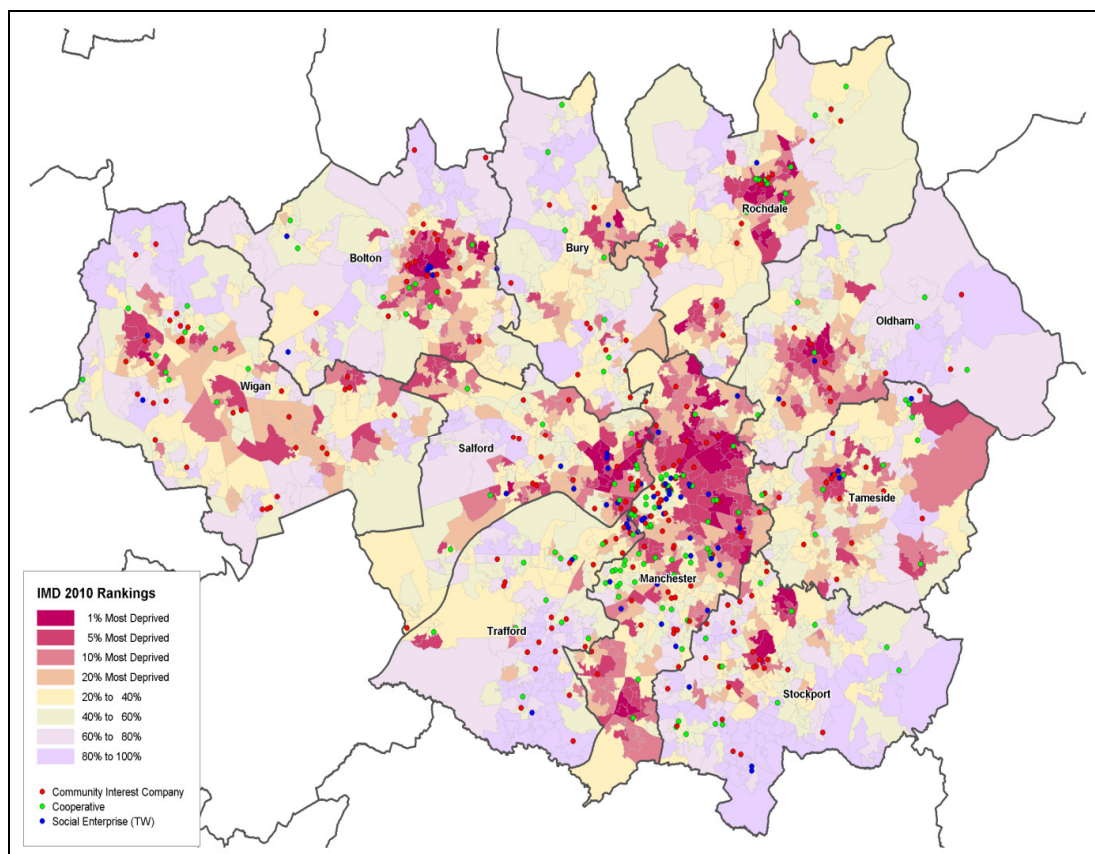 Rochdale
Bury
Bolton
Oldham
Wigan
Salford
Tameside
Manchester
Trafford
Stockport
IMD 2010 Rankings
1% Most Deprived
5% Most Deprived
10% Most Deprived
20% Most Deprived
20% to 40%
40% to 60%
60% to 80%
80% to 100%
Community Interest Company
Cooperative
Social Enterprise (TW)